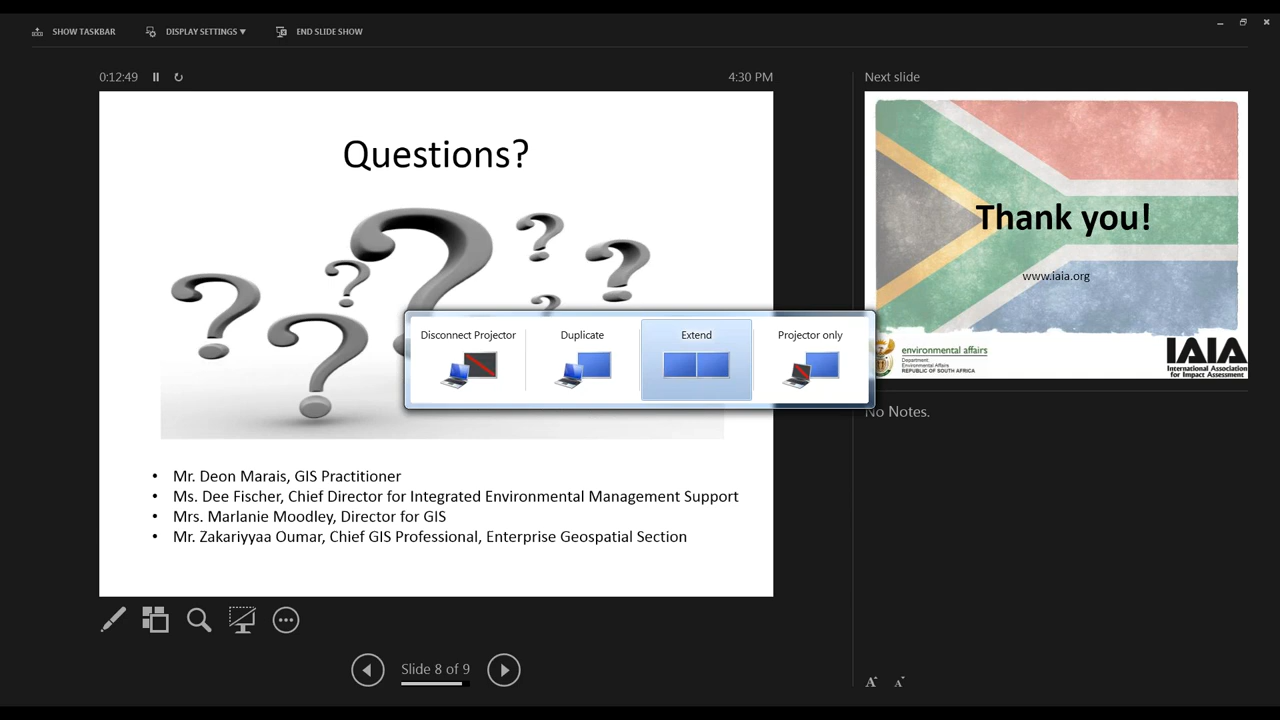 SHOW TASKBAR
DISPLAY SETTINGS ▾
END SLIDE SHOW
0:12:49
4:30 PM
Next slide
Questions?
Thank you!
www.iaia.org
Disconnect Projector
Duplicate
Extend
Projector only
environmental affairs
Department:
Environmental Affairs
REPUBLIC OF SOUTH AFRICA
IAIA
International Association
for Impact Assessment
No Notes.
• Mr. Deon Marais, GIS Practitioner
• Ms. Dee Fischer, Chief Director for Integrated Environmental Management Support
• Mrs. Marlanie Moodley, Director for GIS
• Mr. Zakariyyaa Oumar, Chief GIS Professional, Enterprise Geospatial Section
Slide 8 of 9
A A